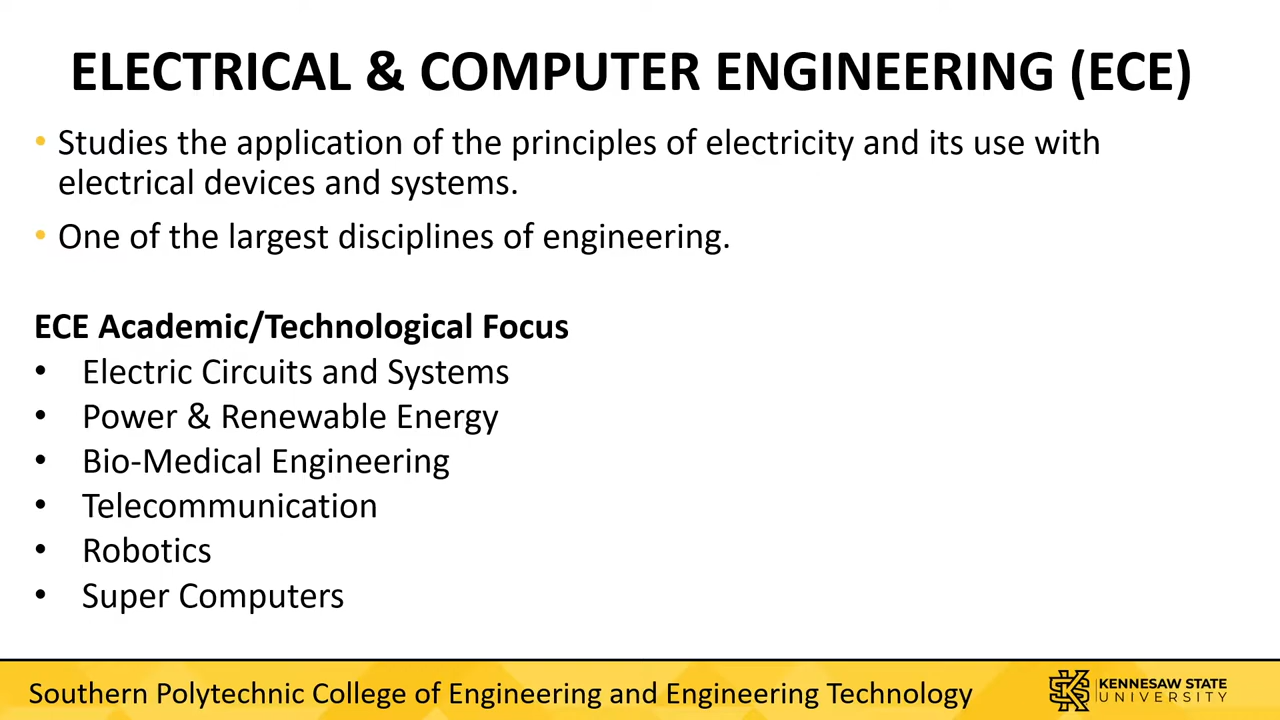 ELECTRICAL & COMPUTER ENGINEERING (ECE)
• Studies the application of the principles of electricity and its use with
electrical devices and systems.
• One of the largest disciplines of engineering.
ECE Academic/Technological Focus
• Electric Circuits and Systems
• Power & Renewable Energy
• Bio-Medical Engineering
• Telecommunication
• Robotics
• Super Computers
Southern Polytechnic College of Engineering and Engineering Technology
KENNESAW STATE
UNIVERSITY